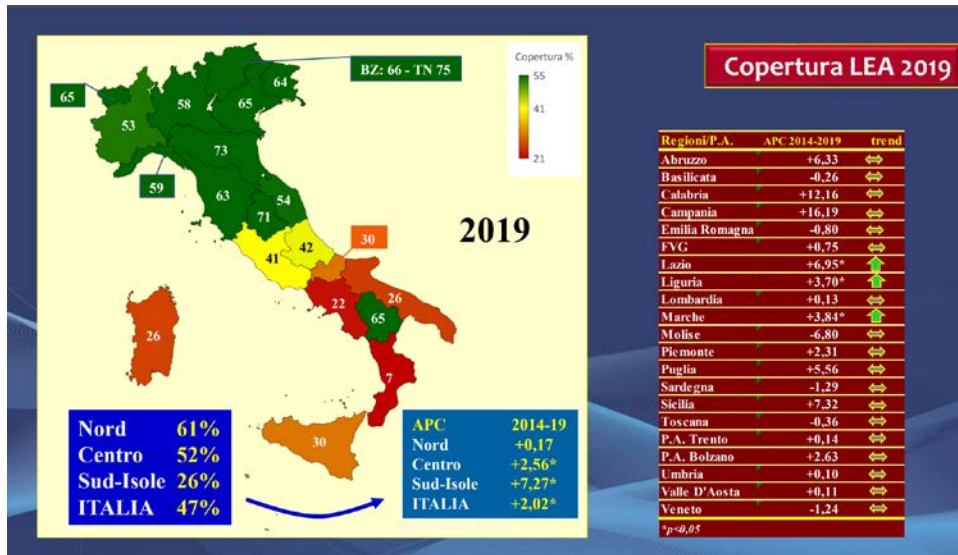 Copertura LEA 2019
Copertura %
55
41
21
BZ: 66 - TN 75
64
65
58
65
53
73
59
63
54
71
2019
42
30
41
22
26
65
26
7
30
Nord 61%
Centro 52%
Sud-Isole 26%
ITALIA 47%
APC 2014-19
Nord +0,17
Centro +2,56*
Sud-Isole +7,27*
ITALIA +2,02*
Regioni/P.A. APC 2014-2019 trend
Abruzzo +6,33
Basilicata -0,26
Calabria +12,16
Campania +16,19
Emilia Romagna -0,80
FVG +0,75
Lazio +6,95*
Liguria +3,70*
Lombardia +0,13
Marche +3,84*
Molise -6,80
Piemonte +2,31
Puglia +5,56
Sardegna -1,29
Sicilia +7,32
Toscana -0,36
P.A. Trento +0,14
P.A. Bolzano +2.63
Umbria +0,10
Valle D'Aosta +0,11
Veneto -1,24
*p<0,05